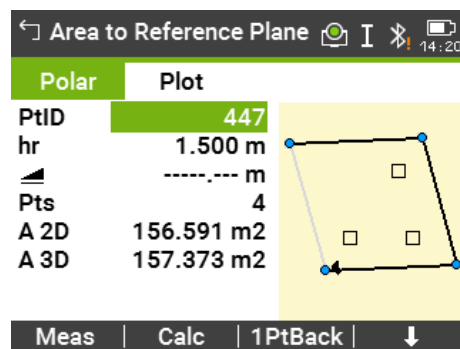 Area to Reference Plane
14:20
Polar Plot
PtID 447
hr 1.500 m
-----.--- m
Pts 4
A 2D 156.591 m2
A 3D 157.373 m2
Meas | Calc | 1PtBack |